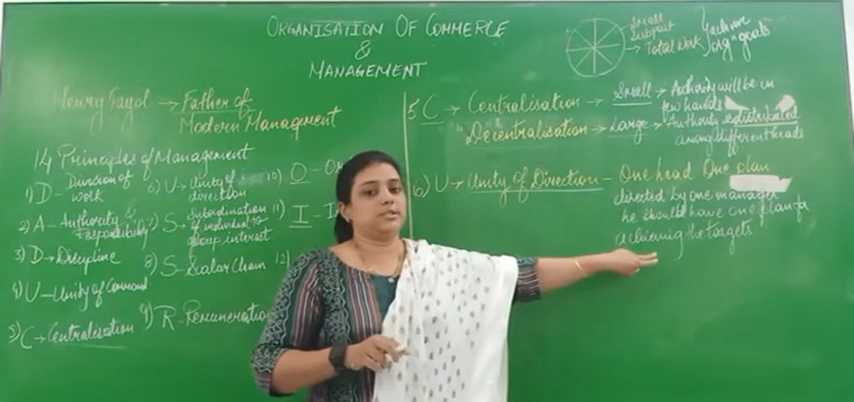 ORGANISATION OF COMMERCE
&
MANAGEMENT
Small
Subpart
→ Total Work
achieve
orgn goals
Henry Fayol → Father of
Modern Management
14 Principles of Management
1) D - Division of
work
2) A - Authority &
Responsibility
3) D → Discipline
4) U - Unity of Command
5) C → Centralisation
6) U - Unity of
direction
7) S - Subordination
of individual to
group interest
8) S - Scalar Chain
9) R - Remuneration
10) O - O
11) I - I
12)
5 C → Centralisation → Small → Authority will be in
few hands
Decentralisation → Large → Authority is distributed
among different heads
6) U → Unity of Direction - One head One plan
directed by one manager
he should have one plan
achieving the targets